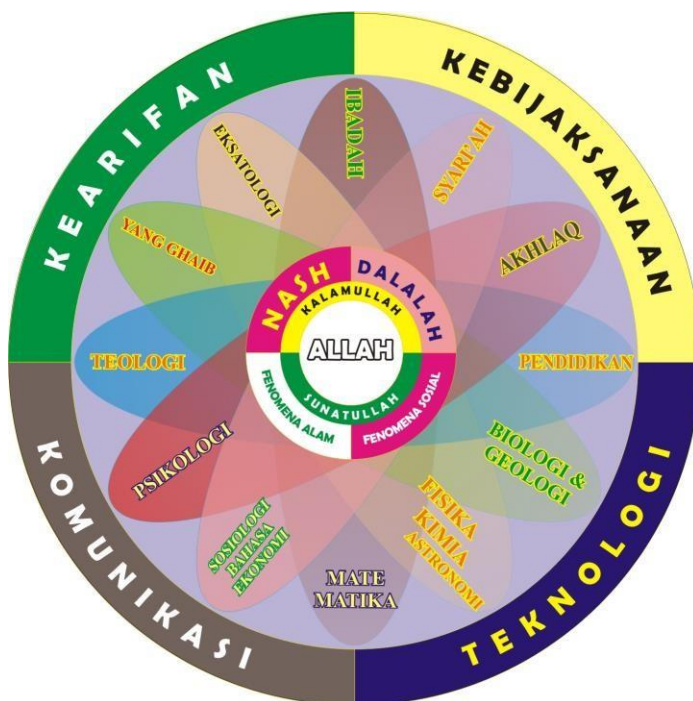 KEARIFAN
KEBIJAKSANAAN
IBADAH
EKSATOLOGI
SYARI'AH
YANG GHAIB
AKHLAQ
NASH
DALALAH
KALAMULLAH
TEOLOGI
ALLAH
PENDIDIKAN
SUNATULLAH
FENOMENA ALAM
FENOMENA SOSIAL
PSIKOLOGI
BIOLOGI &
GEOLOGI
SOSIOLOGI
BAHASA
EKONOMI
FISIKA
KIMIA
ASTRONOMI
MATE
MATIKA
KOMUNIKASI
TEKNOLOGI